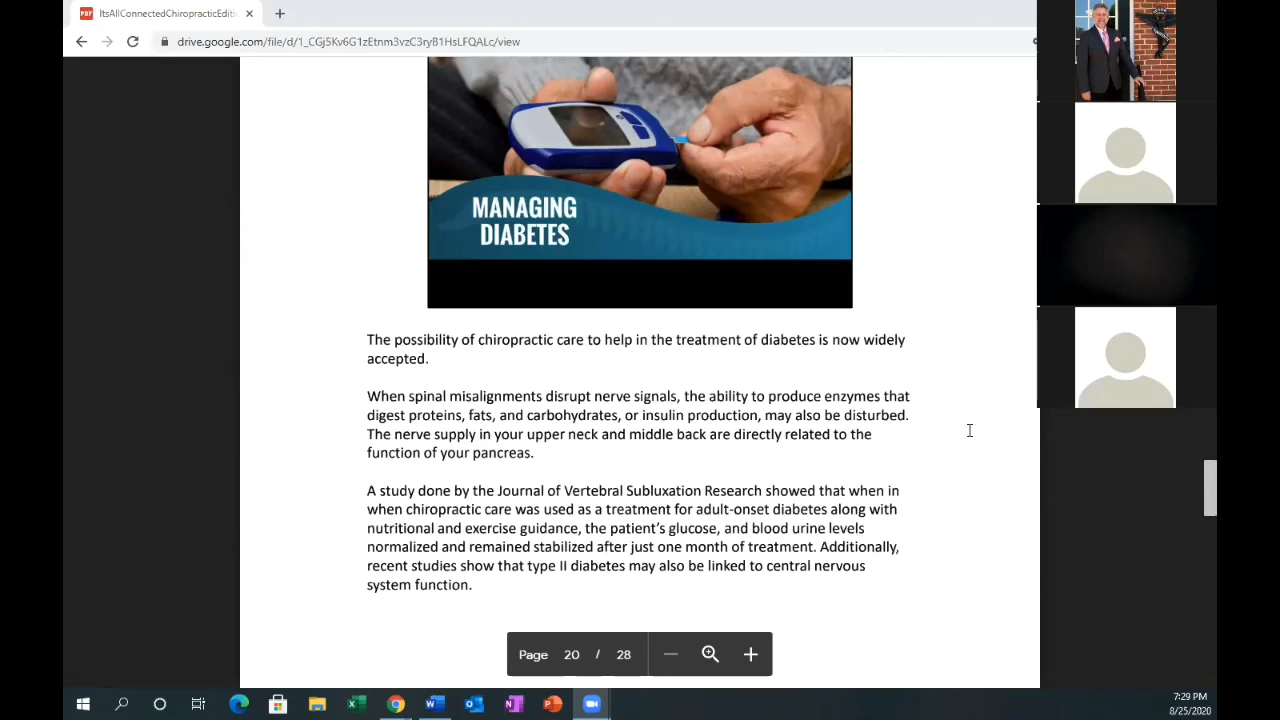 ItsAllConnectedChiropracticEditi
drive.google.com/file/d/1_CGj5Kv6G1zEtnm3vzC3ryB1HsLFQALc/view
MANAGING
DIABETES
The possibility of chiropractic care to help in the treatment of diabetes is now widely
accepted.
When spinal misalignments disrupt nerve signals, the ability to produce enzymes that
digest proteins, fats, and carbohydrates, or insulin production, may also be disturbed.
The nerve supply in your upper neck and middle back are directly related to the
function of your pancreas.
A study done by the Journal of Vertebral Subluxation Research showed that when in
when chiropractic care was used as a treatment for adult-onset diabetes along with
nutritional and exercise guidance, the patient's glucose, and blood urine levels
normalized and remained stabilized after just one month of treatment. Additionally,
recent studies show that type II diabetes may also be linked to central nervous
system function.
Page 20 / 28
7:29 PM
8/25/2020